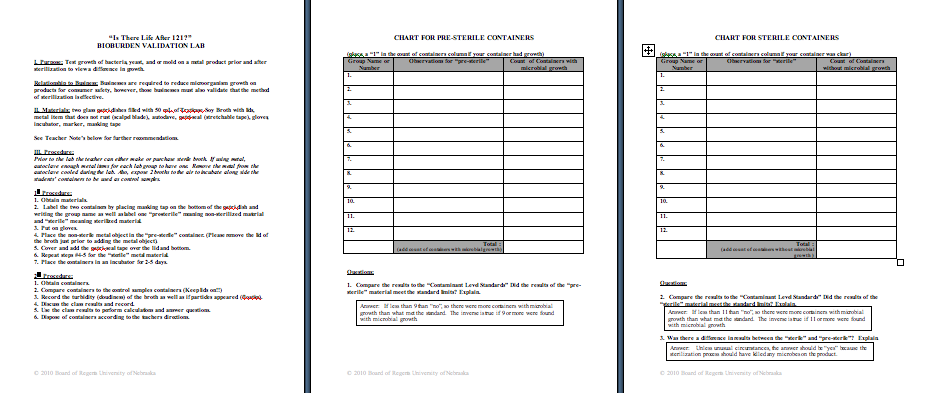 "Is There Life After 121?"
BIOBURDEN VALIDATION LAB
I. Purpose: Test growth of bacteria, yeast, and or mold on a metal product prior and after
sterilization to view a difference of growth.
Relationship to Business: Businesses are required to reduce microorganism growth on
products for consumer safety, however, those businesses must also validate that the method
of sterilization is effective.
II. Materials: two glass petri dishes filled with 50 mL of Soy Broth with lids,
metal item that does not rust (scalpel blade), autoclave, seal (stretchable tape), gloves,
incubator, marker, masking tape
See Teacher Note's below for further recommendations.
III. Procedure:
Prior to the lab the teacher can either make or purchase sterile broth. If using metal,
autoclave enough metal items for each lab group to have one. Remove the metal from the
autoclave cooled during the lab. Also, expose 2 broths to the air to incubate along side the
students' containers to be used as control samples.
Procedure:
1. Obtain materials.
2. Label the two containers by placing masking tap on the bottom of the petri dish and
writing the group name as well as label one "presterile" meaning non-sterilized material
and "sterile" meaning sterilized material.
3. Put on gloves.
4. Place the non-sterile metal object in the "pre-sterile" container. (Please remove the lid of
the broth just prior to adding the metal object)
5. Cover and add the seal tape over the lid and bottom.
6. Repeat steps #4-5 for the "sterile" material.
7. Place the containers in an incubator for 2-5 days.
Procedure:
1. Obtain containers.
2. Compare containers to the control samples containers (Keep lids on!!)
3. Record the turbidity (cloudiness) of the broth as well as if particles appeared
4. Discuss the class results and record.
5. Use the class results to perform calculations and answer questions.
6. Dispose of containers according to the teachers directions.
© 2010 Board of Regents University of Nebraska
CHART FOR PRE-STERILE CONTAINERS
(place a "1" in the count of containers column if your container had growth)
Group Name or Number Observations for "pre-sterile" Count of Containers with microbial growth
1.
2.
3.
4.
5.
6.
7.
8.
9.
10.
11.
12.
Total :
(add count of containers with microbial growth)
Questions:
1. Compare the results to the "Contaminant Level Standards" Did the results of the "pre-
sterile" material meet the standard limits? Explain.
Answer: If less than 9 than "no", so there were more containers with microbial
growth than what met the standard. The inverse is true if 9 or more were found
with microbial growth.
© 2010 Board of Regents University of Nebraska
CHART FOR STERILE CONTAINERS
(place a "1" in the count of containers column if your container was clear)
Group Name or Number Observations for "sterile" Count of Containers without microbial growth
1.
2.
3.
4.
5.
6.
7.
8.
9.
10.
11.
12.
Total :
(add count of containers without microbial
growth )
Questions:
2. Compare the results to the "Contaminant Level Standards" Did the results of the
"sterile" material meet the standard limits? Explain.
Answer: If less than 11 than "no", so there were more containers with microbial
growth than what met the standard. The inverse is true if 11 or more were found
with microbial growth
3. Was there a difference in results between the "sterile" and "pre-sterile"? Explain
Answer: Unless unusual circumstances, the answer should be "yes" because the
sterilization process should have killed any microbes on the product.
© 2010 Board of Regents University of Nebraska